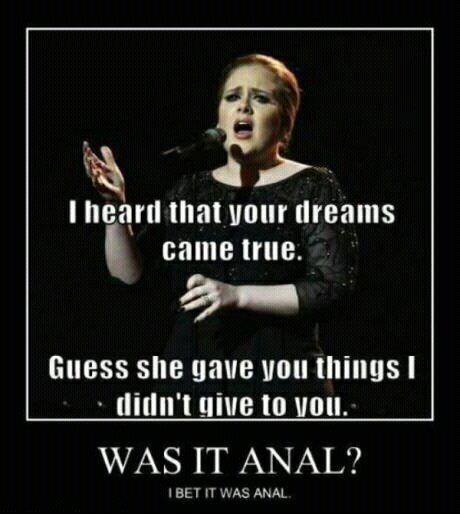 I heard that your dreams
came true.
Guess she gave you things I
didn't give to you.
WAS IT ANAL?
I BET IT WAS ANAL.